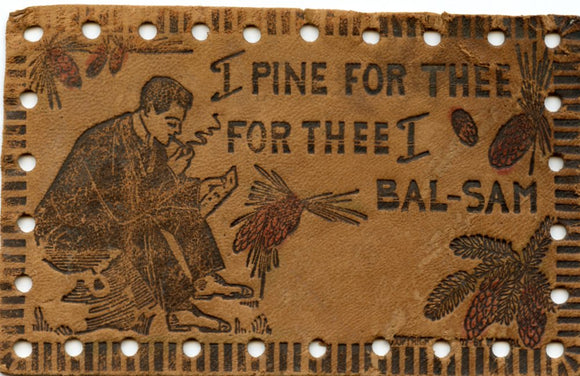 I PINE FOR THEE
FOR THEE I
BAL-SAM